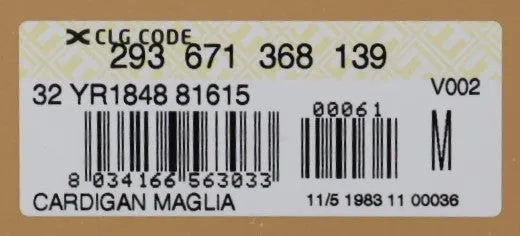 CLG CODE
293 671 368 139
32 YR1848 81615
V002
00061
M
8 034166 563033
CARDIGAN MAGLIA
11/5 1983 11 00036